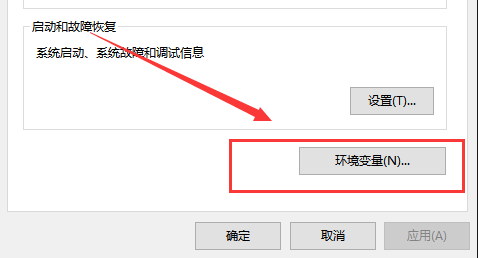 启动和故障恢复
系统启动、系统故障和调试信息
设置(T)...
环境变量(N)...
确定
取消
应用(A)